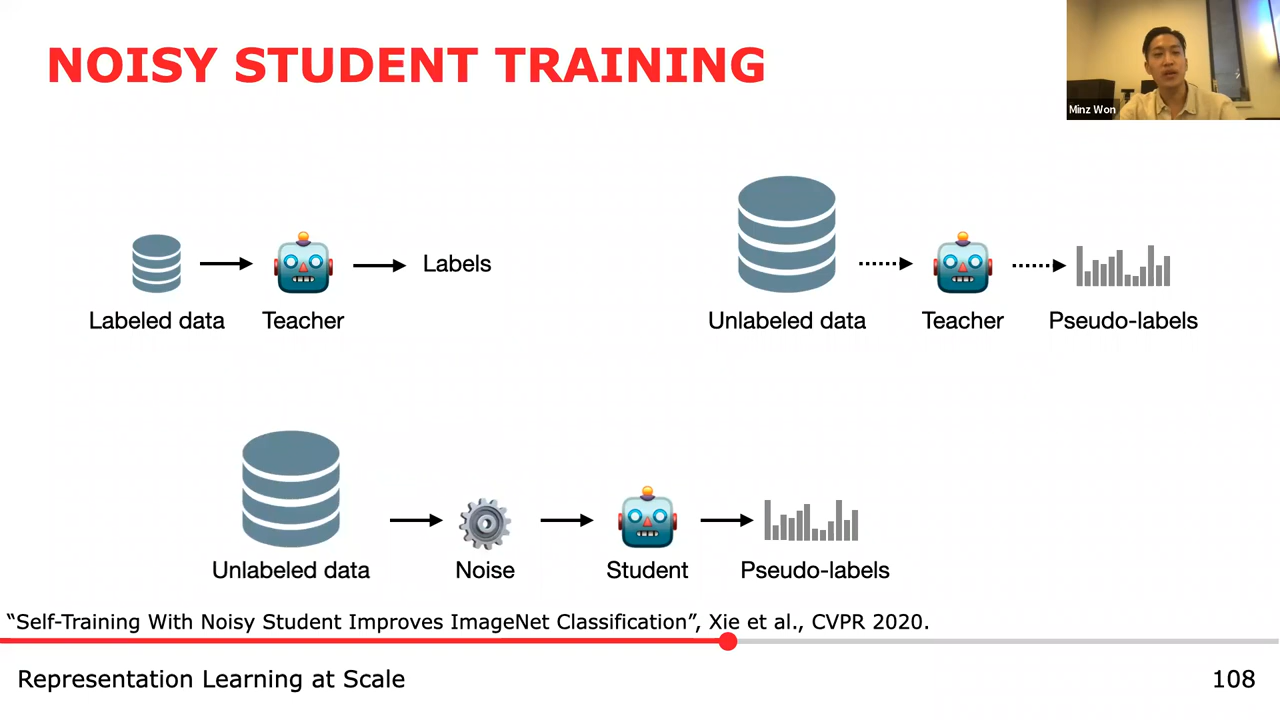 NOISY STUDENT TRAINING
Minz Won
Labels
Labeled data
Teacher
Unlabeled data
Teacher
Pseudo-labels
Unlabeled data
Noise
Student
Pseudo-labels
“Self-Training With Noisy Student Improves ImageNet Classification”, Xie et al., CVPR 2020.
Representation Learning at Scale
108